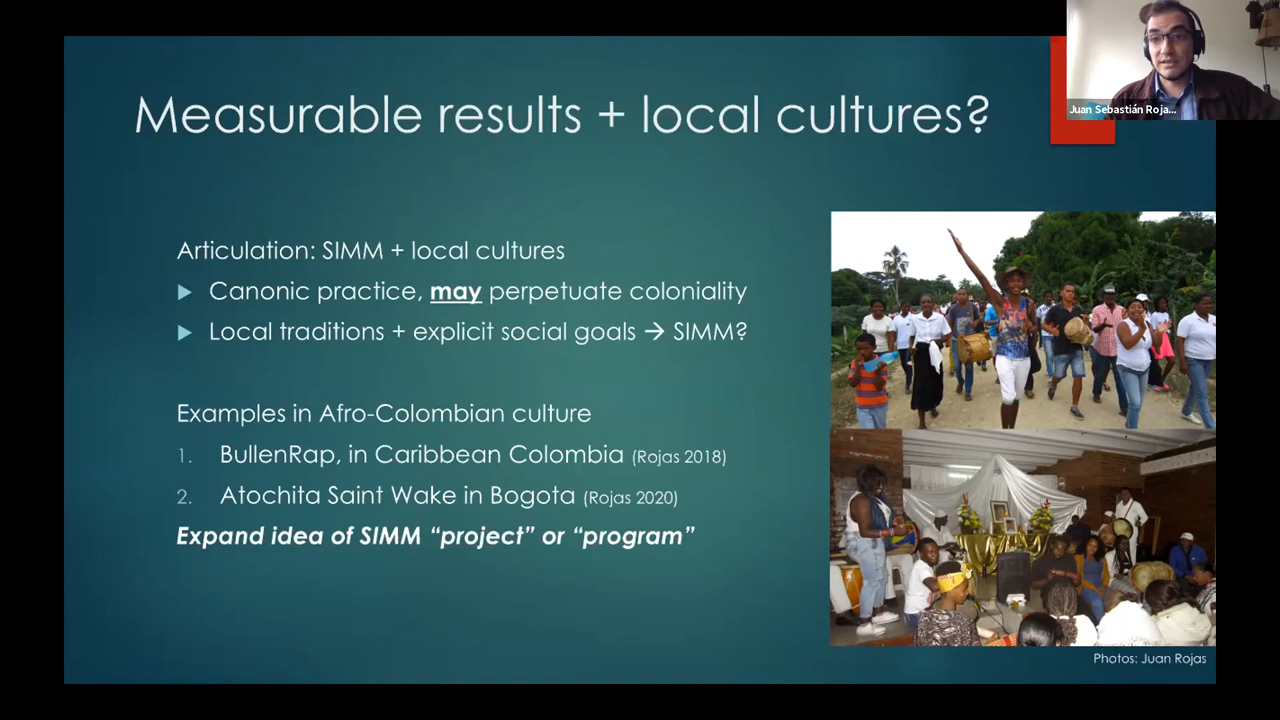 Juan Sebastián Roja...
Measurable results + local cultures?
Articulation: SIMM + local cultures
Canonic practice, may perpetuate coloniality
Local traditions + explicit social goals → SIMM?
Examples in Afro-Colombian culture
1. BullenRap, in Caribbean Colombia (Rojas 2018)
2. Atochita Saint Wake in Bogota (Rojas 2020)
Expand idea of SIMM “project” or “program”
Photos: Juan Rojas